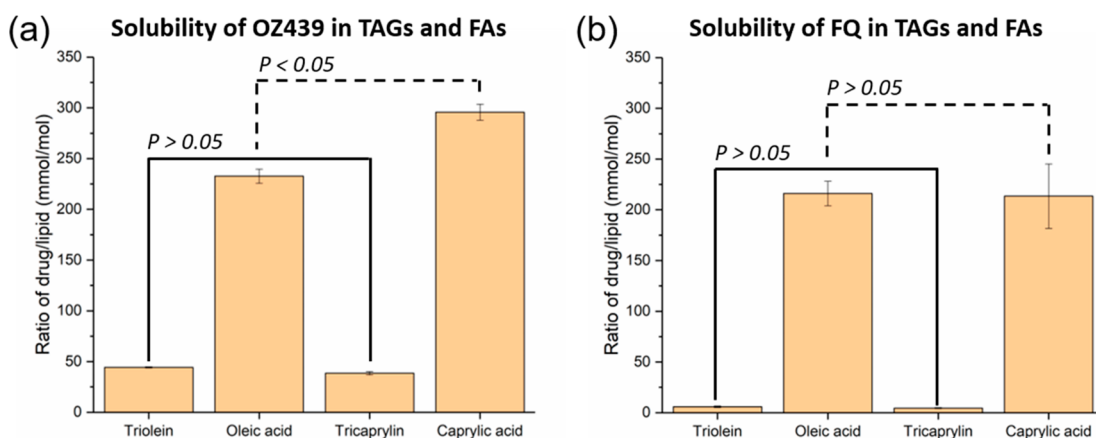 (a)
Solubility of OZ439 in TAGs and FAs
Ratio of drug/lipid (mmol/mol)
350
300
250
200
150
100
50
0
P < 0.05
P > 0.05
Triolein
Oleic acid
Tricaprylin
Caprylic acid
(b)
Solubility of FQ in TAGs and FAs
Ratio of drug/lipid (mmol/mol)
350
300
250
200
150
100
50
0
P > 0.05
P > 0.05
Triolein
Oleic acid
Tricaprylin
Caprylic acid